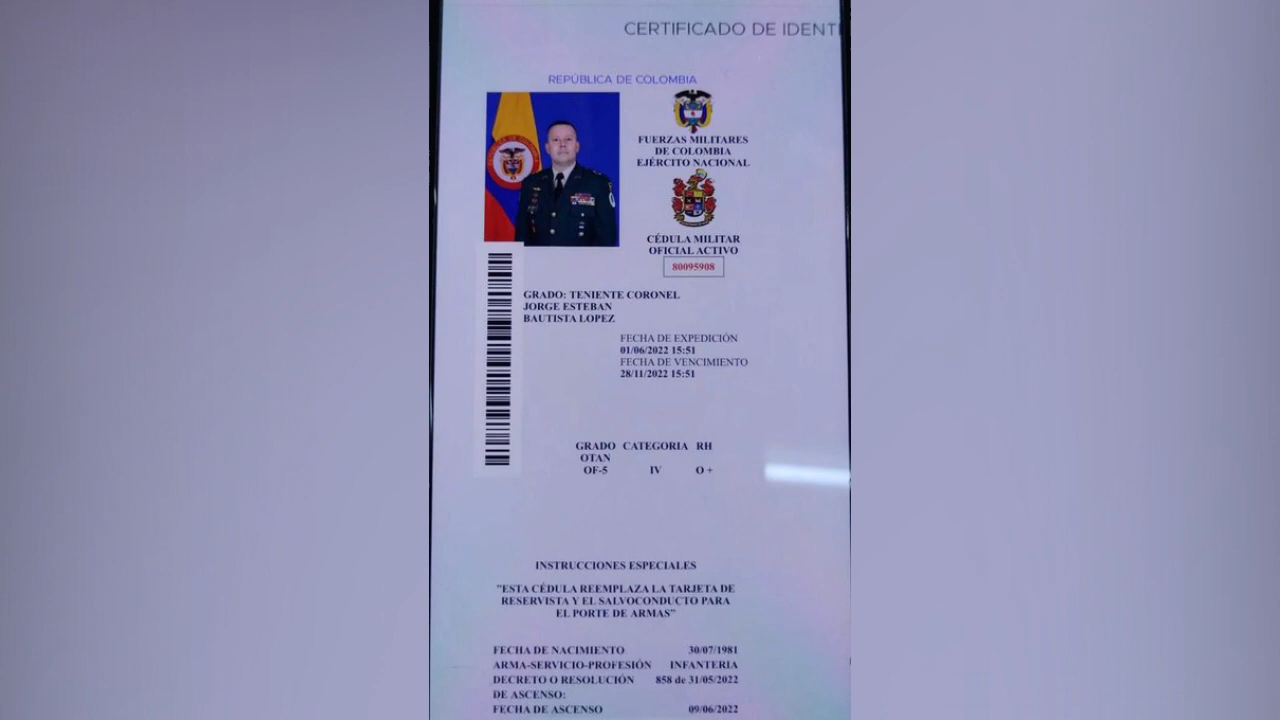 CERTIFICADO DE IDENTI
REPÚBLICA DE COLOMBIA
FUERZAS MILITARES
DE COLOMBIA
EJÉRCITO NACIONAL
CÉDULA MILITAR
OFICIAL ACTIVO
80095908
GRADO: TENIENTE CORONEL
JORGE ESTEBAN
BAUTISTA LOPEZ
FECHA DE EXPEDICIÓN
01/06/2022 15:51
FECHA DE VENCIMIENTO
28/11/2022 15:51
GRADO CATEGORIA RH
OTAN
OF-5 IV O +
INSTRUCCIONES ESPECIALES
"ESTA CÉDULA REEMPLAZA LA TARJETA DE
RESERVISTA Y EL SALVOCONDUCTO PARA
EL PORTE DE ARMAS"
FECHA DE NACIMIENTO 30/07/1981
ARMA-SERVICIO-PROFESIÓN INFANTERIA
DECRETO O RESOLUCIÓN 858 de 31/05/2022
DE ASCENSO:
FECHA DE ASCENSO 09/06/2022